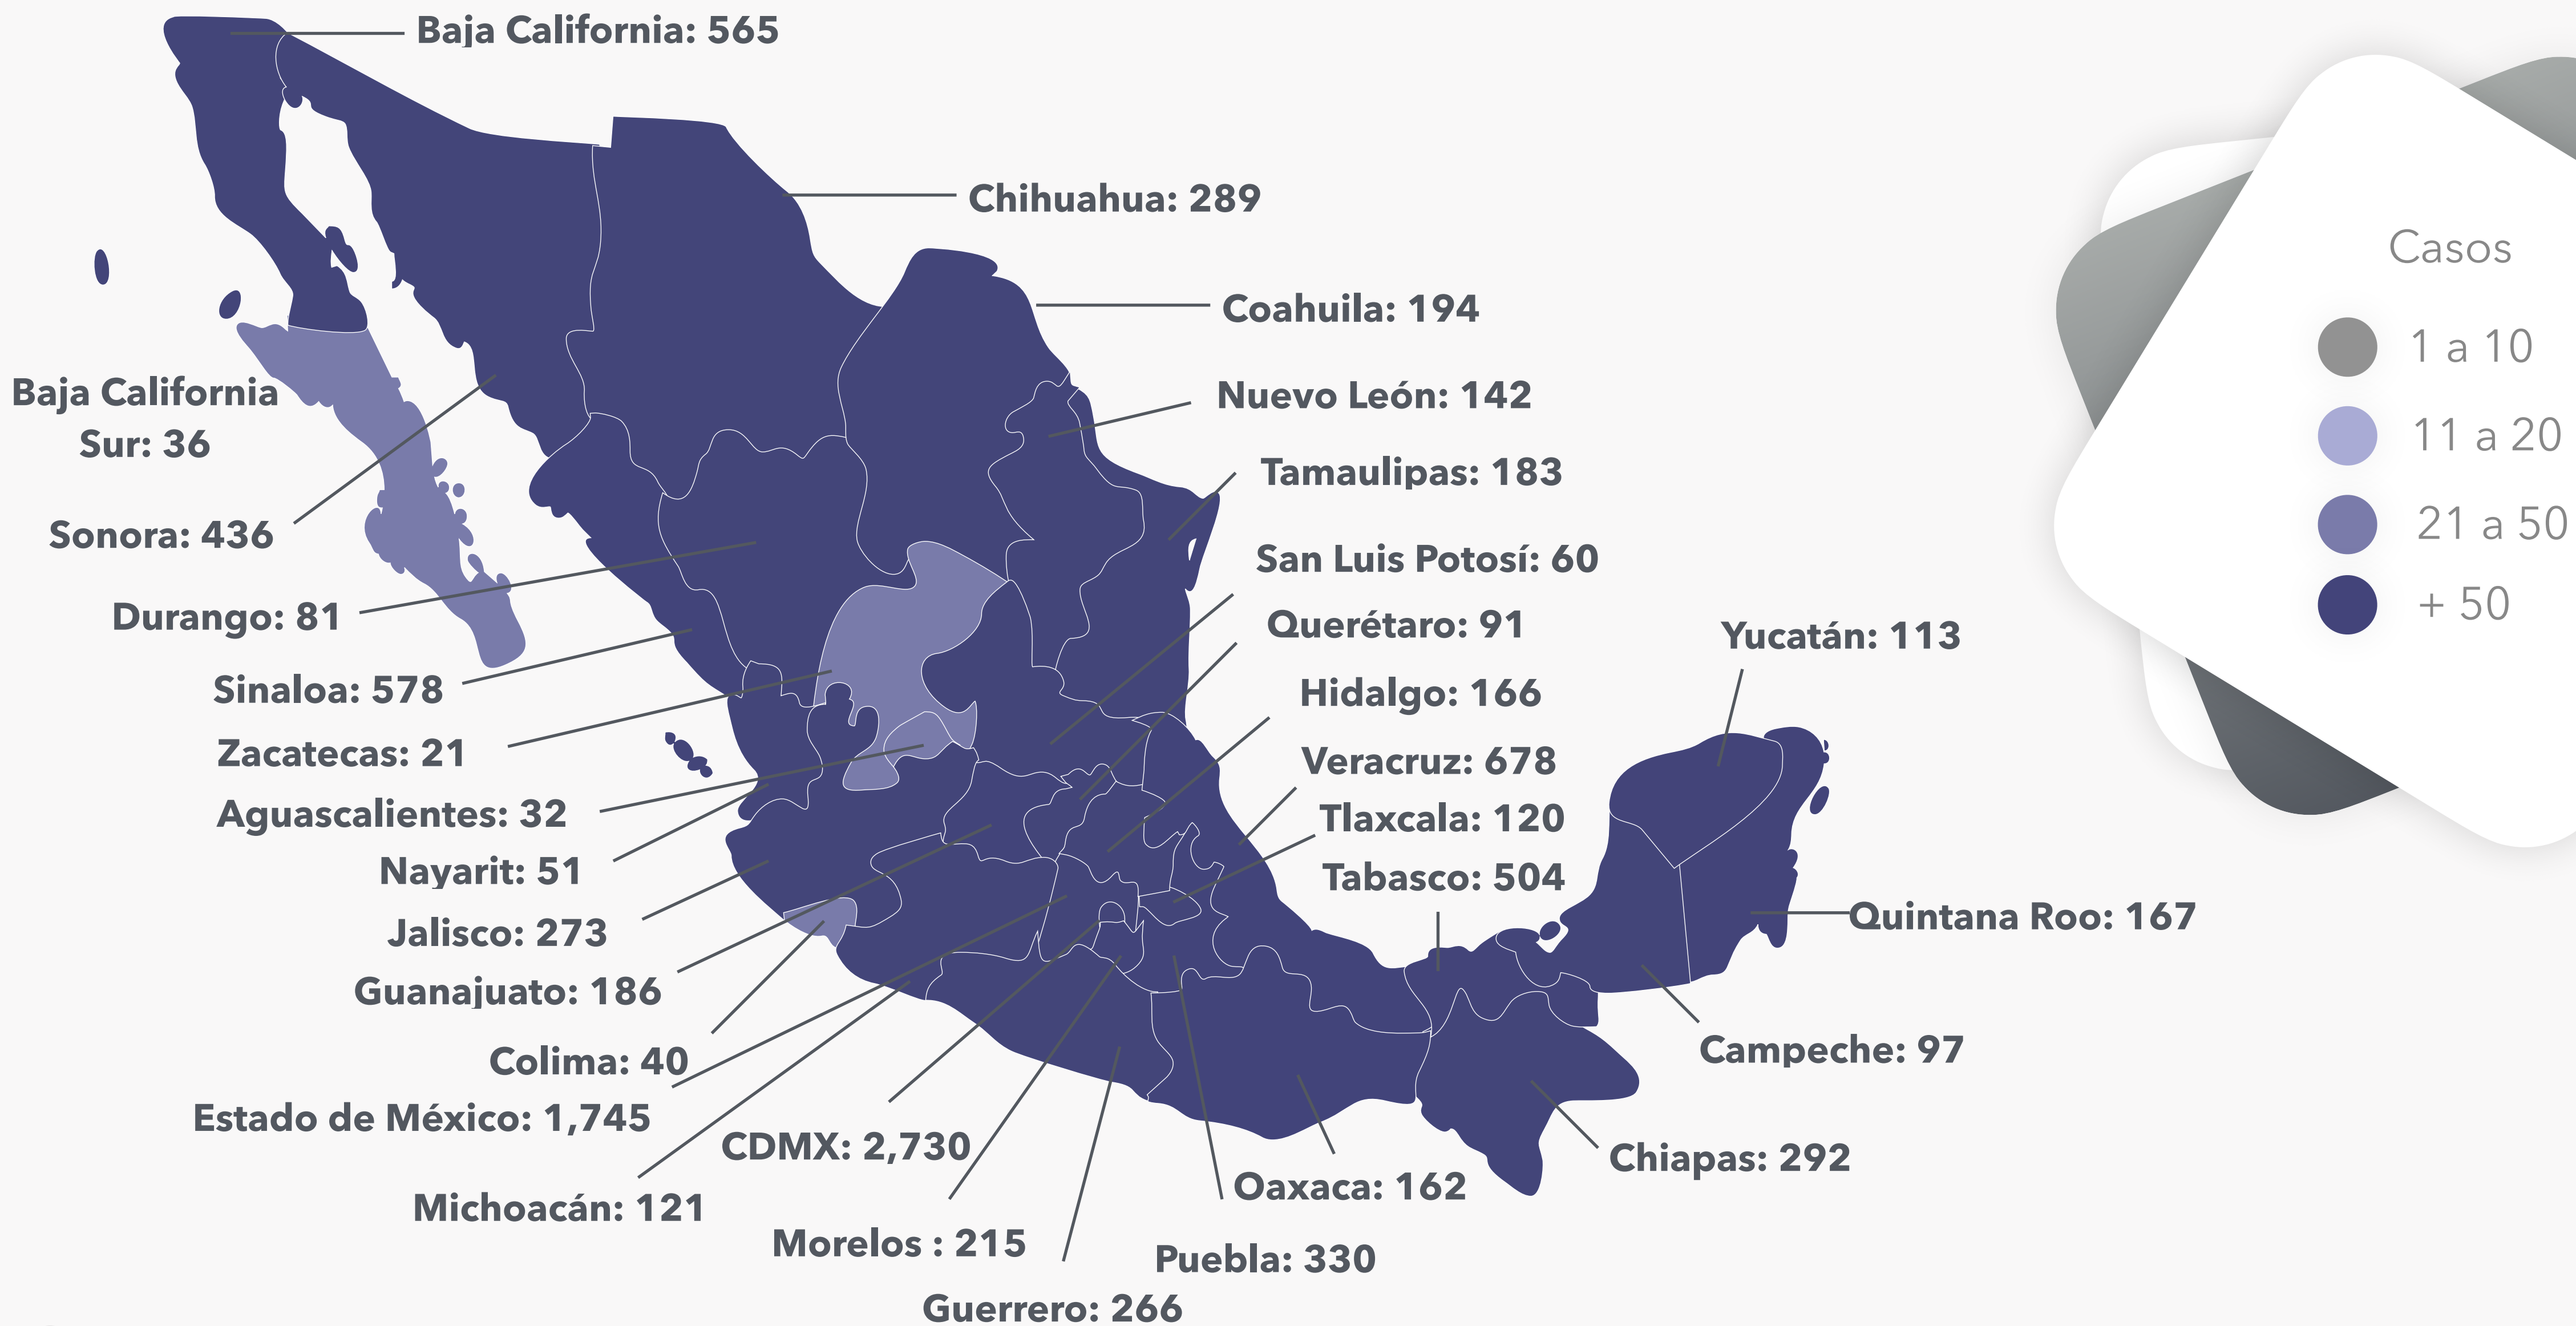 Baja California: 565
Chihuahua: 289
Coahuila: 194
Nuevo León: 142
Tamaulipas: 183
San Luis Potosí: 60
Querétaro: 91
Hidalgo: 166
Veracruz: 678
Tlaxcala: 120
Tabasco: 504
Yucatán: 113
Quintana Roo: 167
Campeche: 97
Chiapas: 292
Oaxaca: 162
Puebla: 330
Guerrero: 266
Morelos : 215
CDMX: 2,730
Michoacán: 121
Estado de México: 1,745
Colima: 40
Guanajuato: 186
Jalisco: 273
Nayarit: 51
Aguascalientes: 32
Zacatecas: 21
Sinaloa: 578
Durango: 81
Sonora: 436
Baja California
Sur: 36
Casos
1 a 10
11 a 20
21 a 50
+ 50